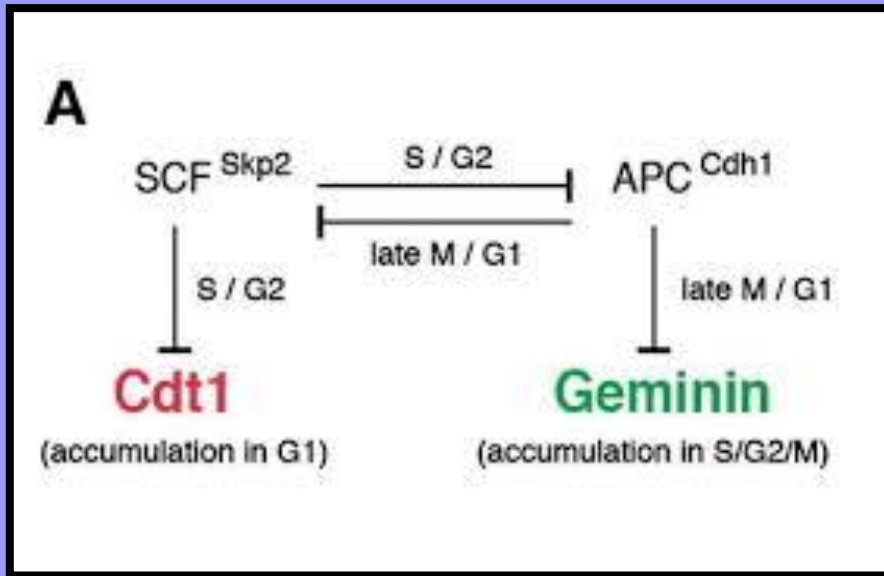 A
SCF Skp2
S / G2
APC Cdh1
late M / G1
S / G2
late M / G1
Cdt1
Geminin
(accumulation in G1)
(accumulation in S/G2/M)